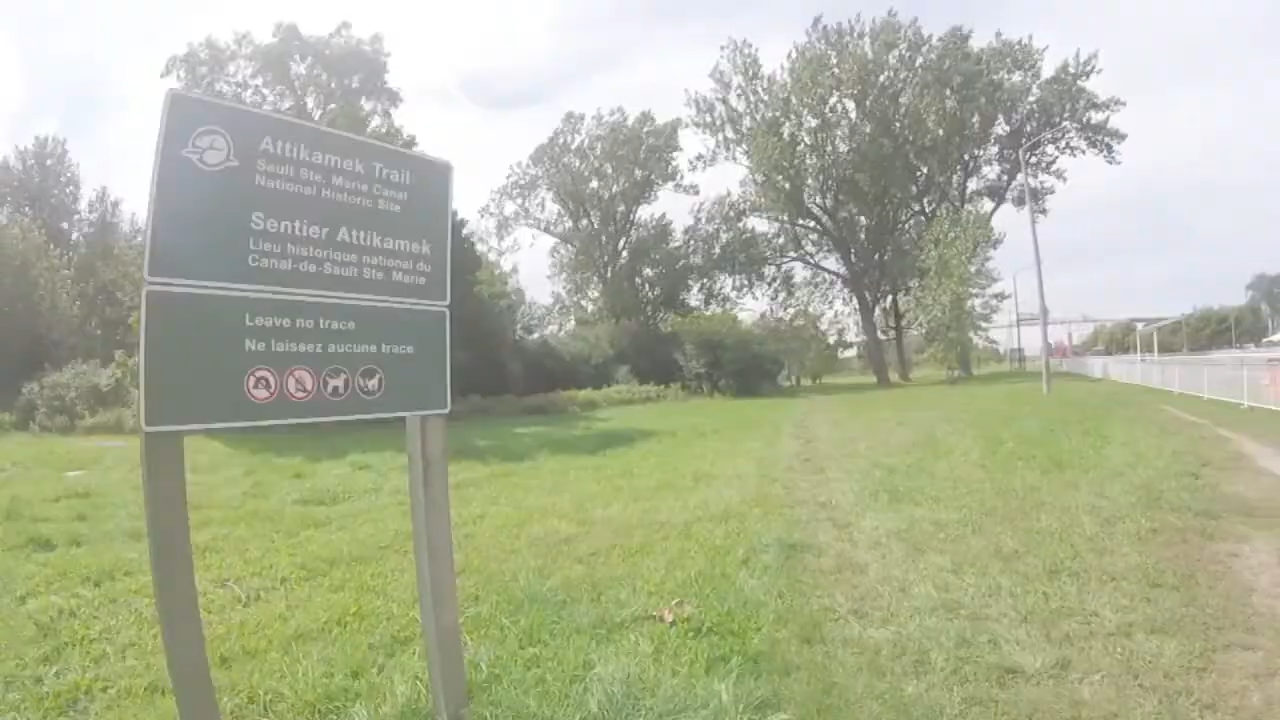 Attikamek Trail
Sault Ste. Marie Canal
National Historic Site
Sentier Attikamek
Lieu historique national du
Canal-de-Sault Ste. Marie
Leave no trace
Ne laissez aucune trace